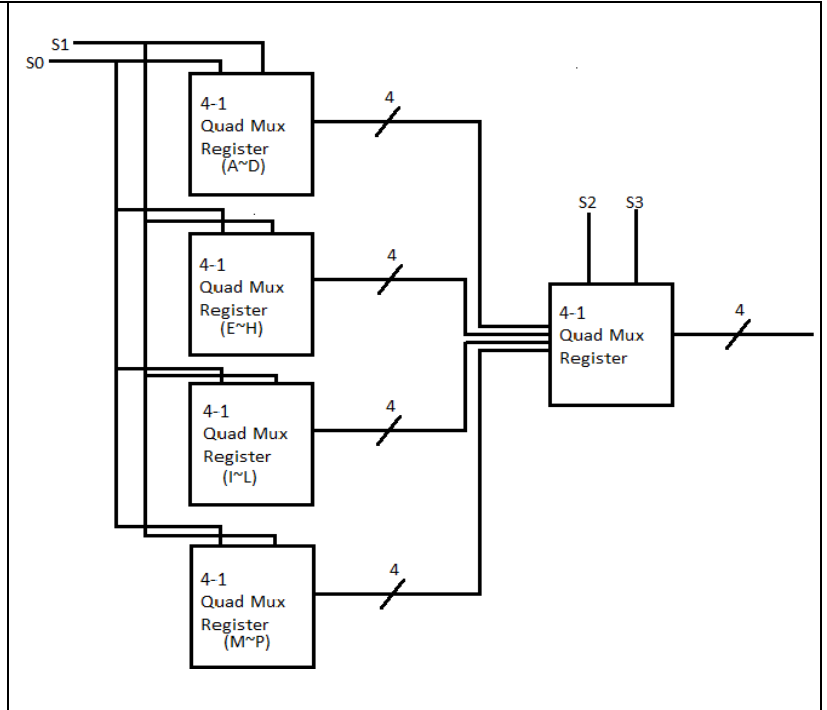 S1
S0
4-1
Quad Mux
Register
(A~D)
4
4-1
Quad Mux
Register
(E~H)
4
S2
S3
4-1
Quad Mux
Register
4
4-1
Quad Mux
Register
(I~L)
4
4-1
Quad Mux
Register
(M~P)
4